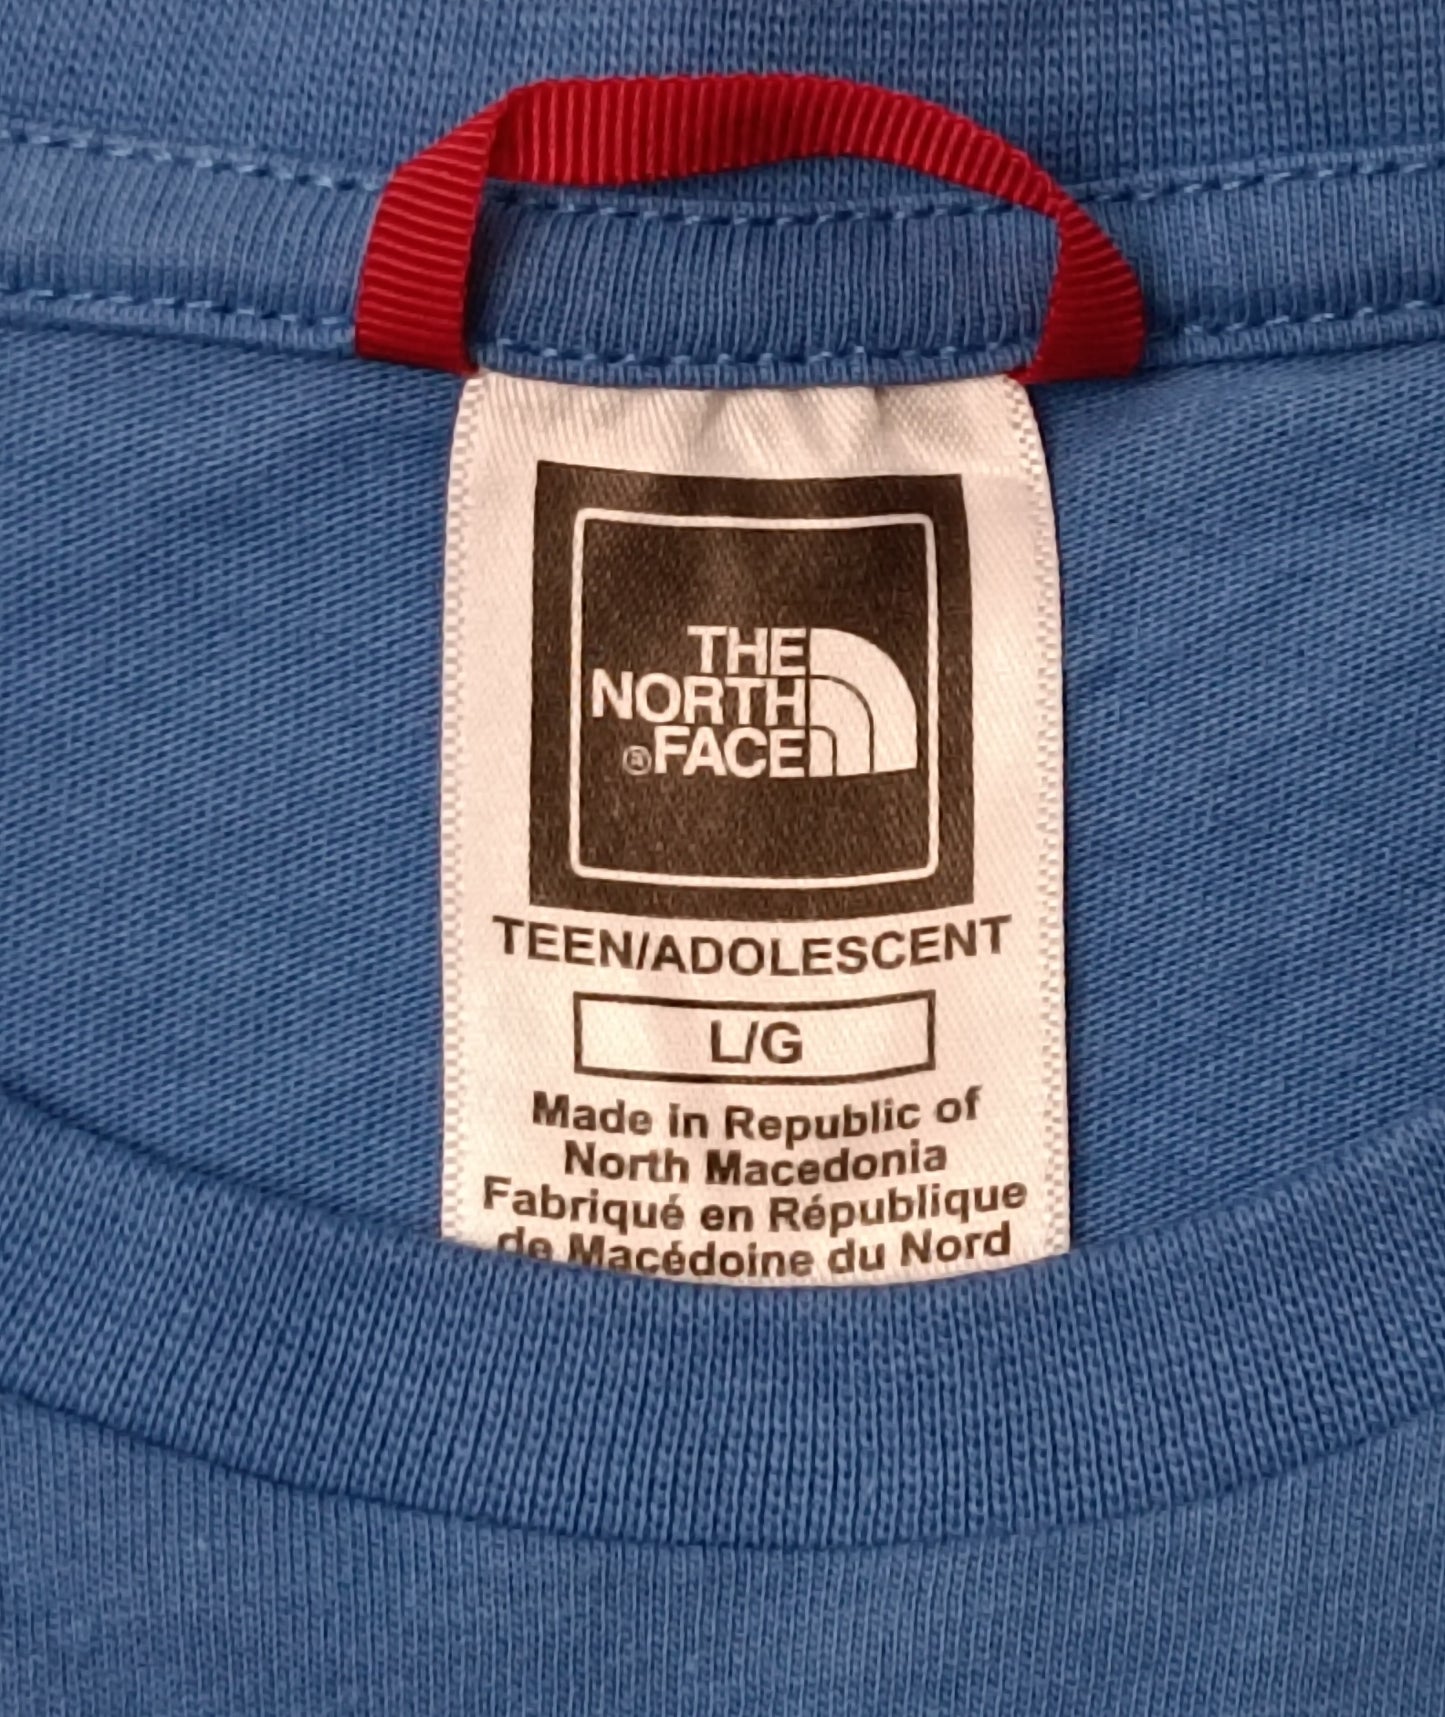 THE
NORTH
®FACE
TEEN/ADOLESCENT
L/G
Made in Republic of
North Macedonia
Fabriqué en République
de Macédoine du Nord